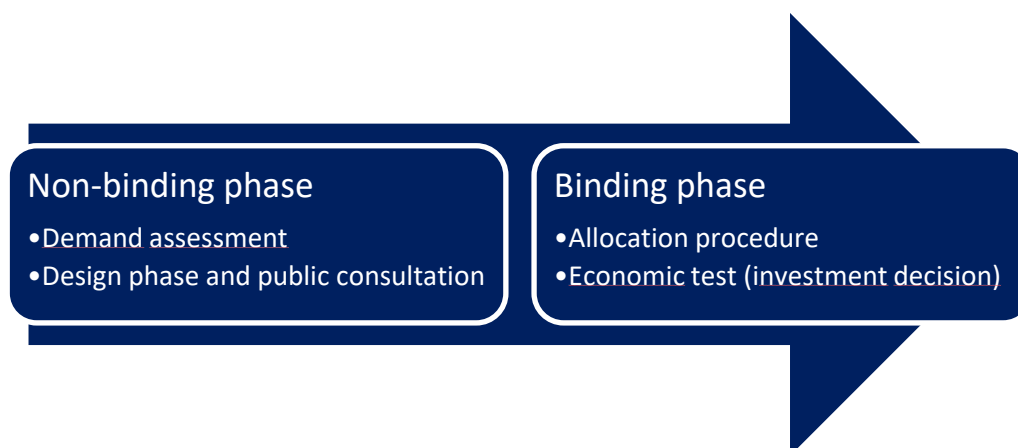 Non-binding phase
•Demand assessment
•Design phase and public consultation
Binding phase
•Allocation procedure
•Economic test (investment decision)